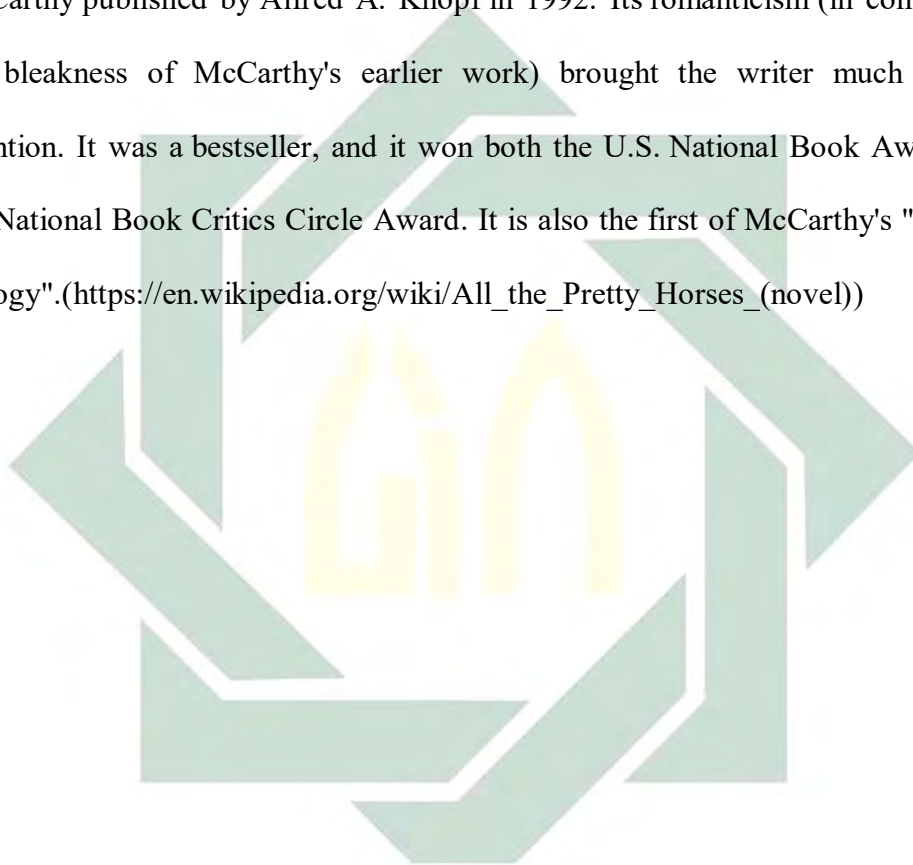 Carthy published by Alfred A. Knopf in 1992. Its romanticism (in
bleakness of McCarthy's earlier work) brought the writer much
ntion. It was a bestseller, and it won both the U.S. National Book Aw
National Book Critics Circle Award. It is also the first of McCarthy's "
ogy".(https://en.wikipedia.org/wiki/All_the_Pretty_Horses_(novel))